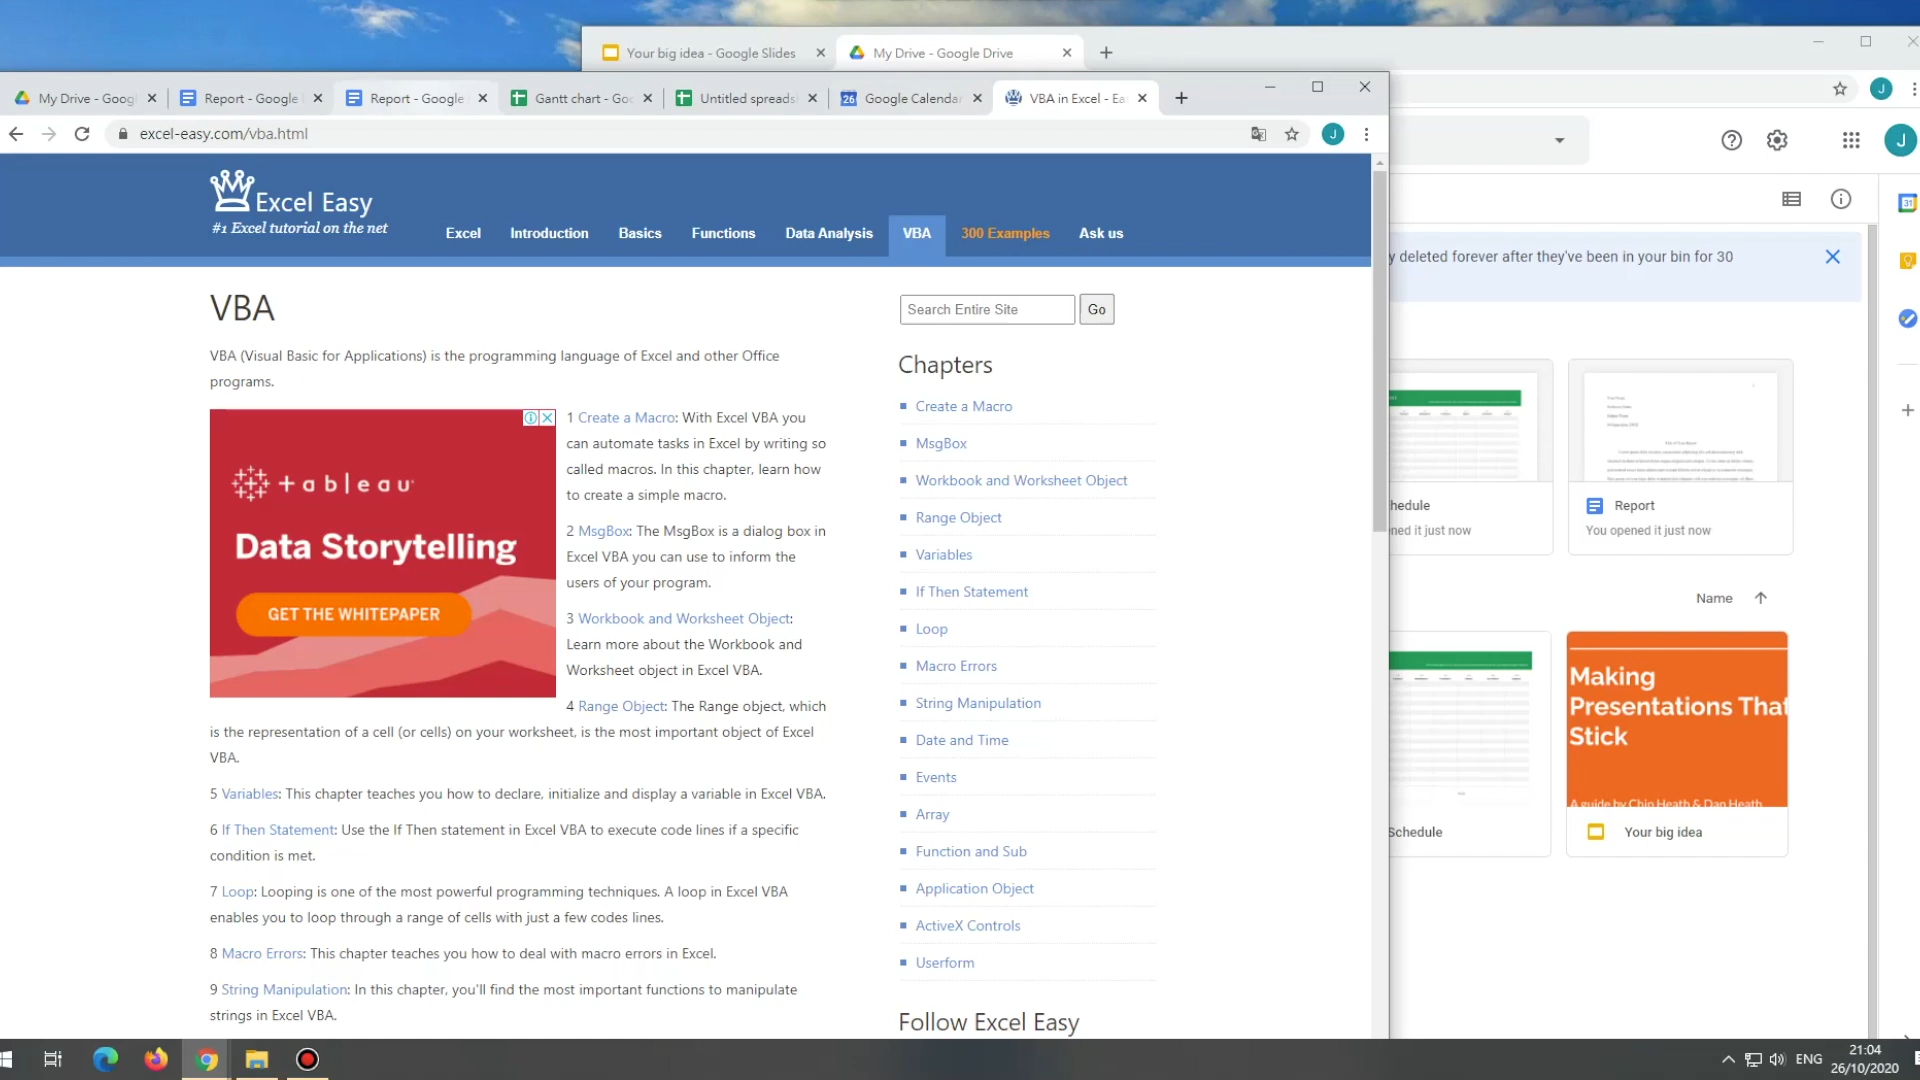 Your big idea - Google Slides
My Drive - Google Drive
My Drive - Goog
Report - Google
Report - Google
Gantt chart - Goo
Untitled spreads
26
Google Calenda
VBA in Excel - Ea
J
excel-easy.com/vba.html
J
J
Excel Easy
#1 Excel tutorial on the net
Excel
Introduction
Basics
Functions
Data Analysis
VBA
300 Examples
Ask us
31
VBA
VBA (Visual Basic for Applications) is the programming language of Excel and other Office
programs.
+ a b | e a u
Data Storytelling
GET THE WHITEPAPER
1 Create a Macro: With Excel VBA you
can automate tasks in Excel by writing so
called macros. In this chapter, learn how
to create a simple macro.
2 MsgBox: The MsgBox is a dialog box in
Excel VBA you can use to inform the
users of your program.
3 Workbook and Worksheet Object:
Learn more about the Workbook and
Worksheet object in Excel VBA.
4 Range Object: The Range object, which
is the representation of a cell (or cells) on your worksheet, is the most important object of Excel
VBA.
5 Variables: This chapter teaches you how to declare, initialize and display a variable in Excel VBA.
6 If Then Statement: Use the If Then statement in Excel VBA to execute code lines if a specific
condition is met.
7 Loop: Looping is one of the most powerful programming techniques. A loop in Excel VBA
enables you to loop through a range of cells with just a few codes lines.
8 Macro Errors: This chapter teaches you how to deal with macro errors in Excel.
9 String Manipulation: In this chapter, you'll find the most important functions to manipulate
strings in Excel VBA.
Search Entire Site
Go
Chapters
Create a Macro
MsgBox
Workbook and Worksheet Object
Range Object
Variables
If Then Statement
Loop
Macro Errors
String Manipulation
Date and Time
Events
Array
Function and Sub
Application Object
ActiveX Controls
Userform
Follow Excel Easy
y deleted forever after they've been in your bin for 30
hedule
ned it just now
Report
You opened it just now
Name
Schedule
Making
Presentations That
Stick
A guide by Chip Heath & Dan Heath
Your big idea
ENG
21:04
26/10/2020